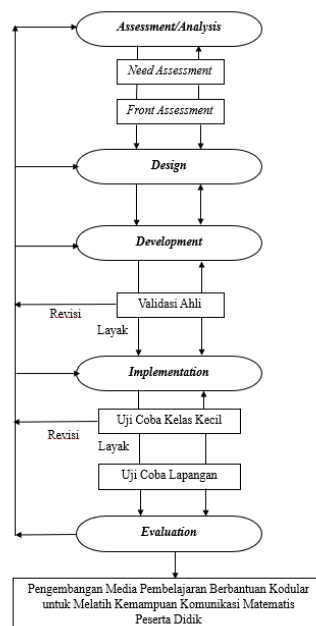 Assessment/Analysis
Need Assessment
Front Assessment
Design
Development
Validasi Ahli
Revisi
Layak
Implementation
Uji Coba Kelas Kecil
Revisi
Layak
Uji Coba Lapangan
Evaluation
Pengembangan Media Pembelajaran Berbantuan Kodular
untuk Melatih Kemampuan Komunikasi Matematis
Peserta Didik